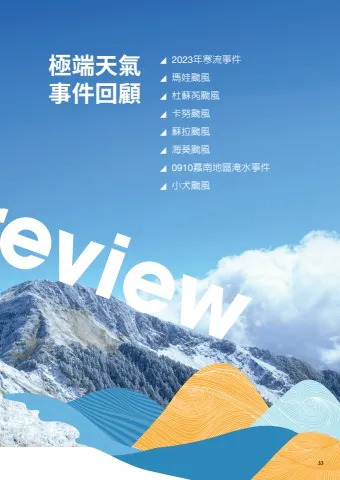 極端天氣
事件回顧
2023年寒流事件
瑪娃颱風
杜蘇芮颱風
卡努颱風
蘇拉颱風
海葵颱風
0910嘉南地區淹水事件
小犬颱風
review
33